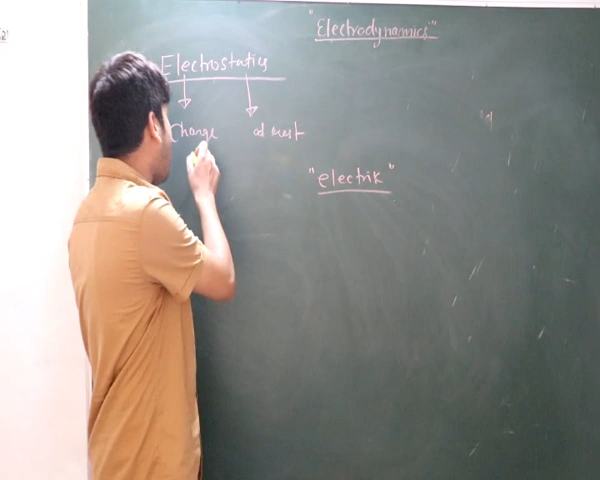 "Electrodynamics"
Electrostatics
Charge at rest
"electrik"